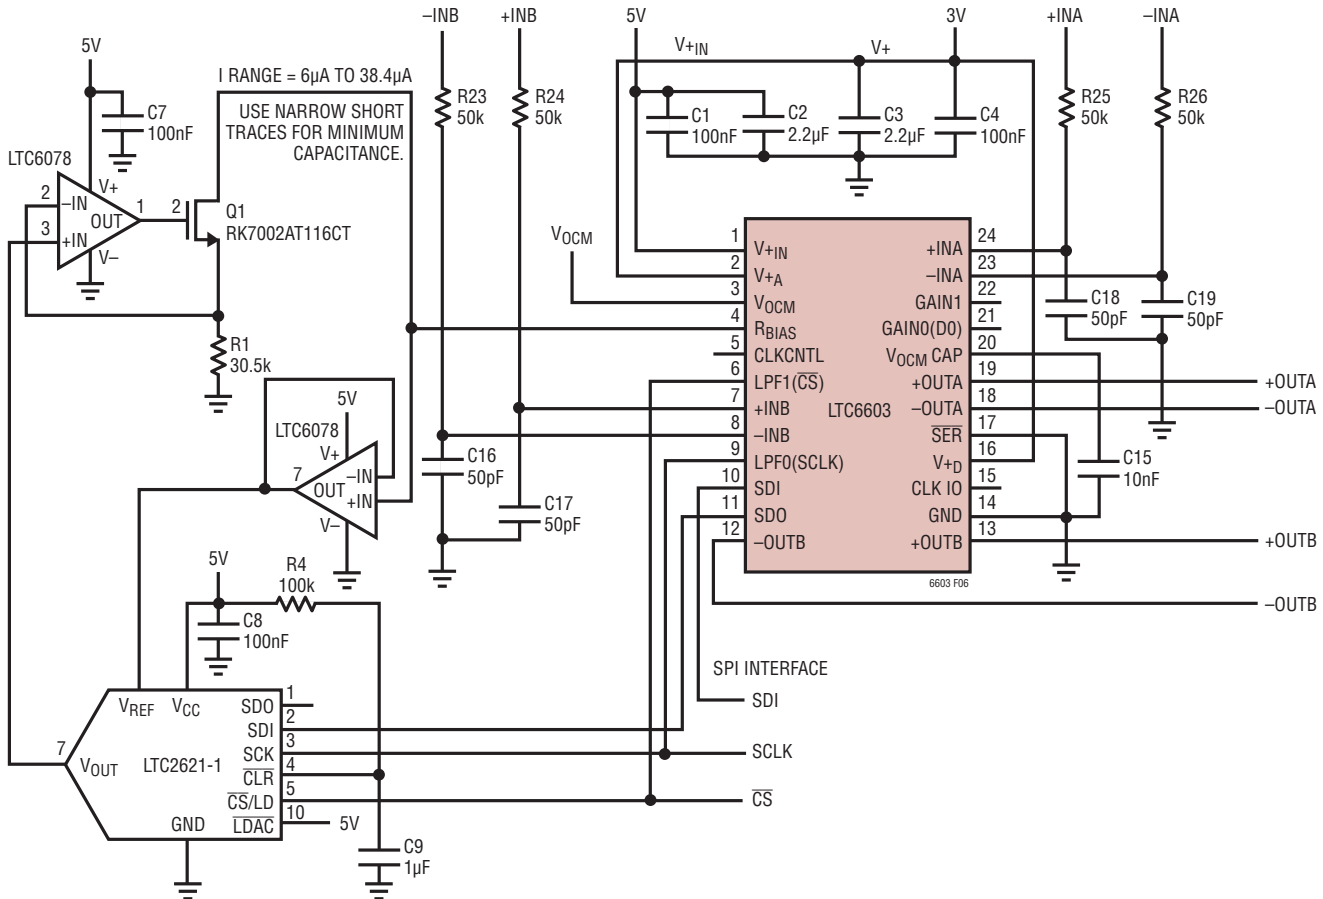 –INB
+INB
5V
3V
+INA
–INA
5V
V+IN
V+
I RANGE = 6µA TO 38.4µA
C7
100nF
USE NARROW SHORT
TRACES FOR MINIMUM
CAPACITANCE.
R23
50k
R24
50k
C1
100nF
C2
2.2µF
C3
2.2µF
C4
100nF
R25
50k
R26
50k
LTC6078
V+
2
–IN
3
+IN
OUT
1
V–
2
Q1
RK7002AT116CT
VOCM
1
V+IN
2
V+A
3
VOCM
4
RBIAS
5
CLKCNTL
6
LPF1(C̅S̅)
7
+INB
8
–INB
9
LPF0(SCLK)
10
SDI
11
SDO
12
–OUTB
LTC6603
24
+INA
23
–INA
22
GAIN1
21
GAIN0(D0)
20
VOCM CAP
19
+OUTA
18
–OUTA
17
S̅E̅R̅
16
V+D
15
CLK IO
14
GND
13
+OUTB
6603 F06
C18
50pF
C19
50pF
+OUTA
–OUTA
C15
10nF
+OUTB
–OUTB
R1
30.5k
5V
LTC6078
V+
7
OUT
–IN
+IN
V–
C16
50pF
C17
50pF
5V
R4
100k
C8
100nF
SPI INTERFACE
SDI
SCLK
C̅S̅
VREF
VCC
7
VOUT
LTC2621-1
GND
1
SDO
2
SDI
3
SCK
4
C̅L̅R̅
5
C̅S̅/LD
10
L̅D̅A̅C̅
5V
C9
1µF